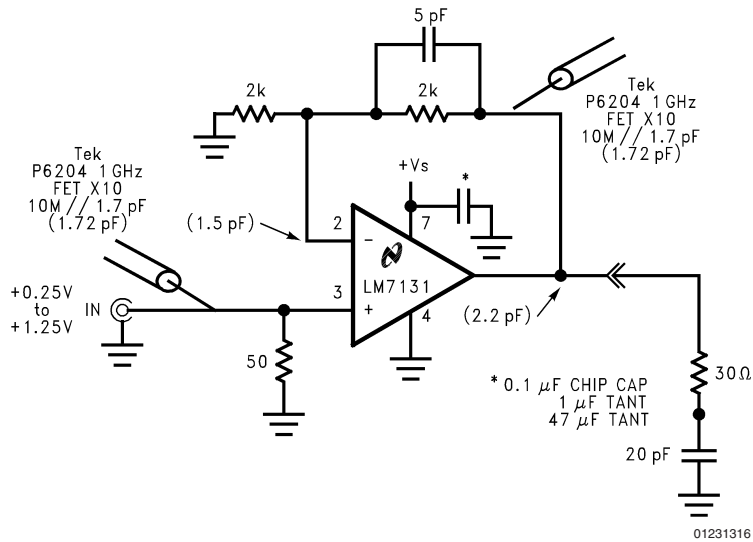 5 pF
2k
2k
Tek
P6204 1 GHz
FET X10
10M // 1.7 pF
(1.72 pF)
Tek
P6204 1 GHz
FET X10
10M // 1.7 pF
(1.72 pF)
+Vs
*
(1.5 pF)
2
7
−
LM7131
3
+
4
+0.25V
to
+1.25V
IN
(2.2 pF)
50
* 0.1 μF CHIP CAP
1 μF TANT
47 μF TANT
30Ω
20 pF
01231316